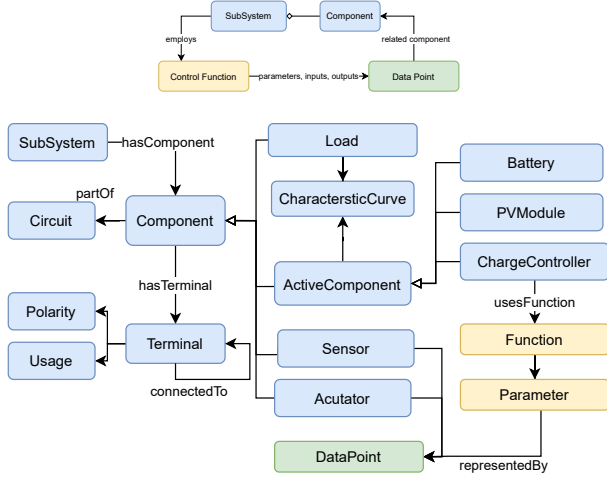 SubSystem
Component
employs
related component
Control Function
parameters, inputs, outputs
Data Point
SubSystem
hasComponent
Load
Battery
partOf
CharactersticCurve
Circuit
Component
PVModule
ChargeController
hasTerminal
ActiveComponent
usesFunction
Polarity
Terminal
Function
Sensor
Usage
connectedTo
Acutator
Parameter
DataPoint
representedBy